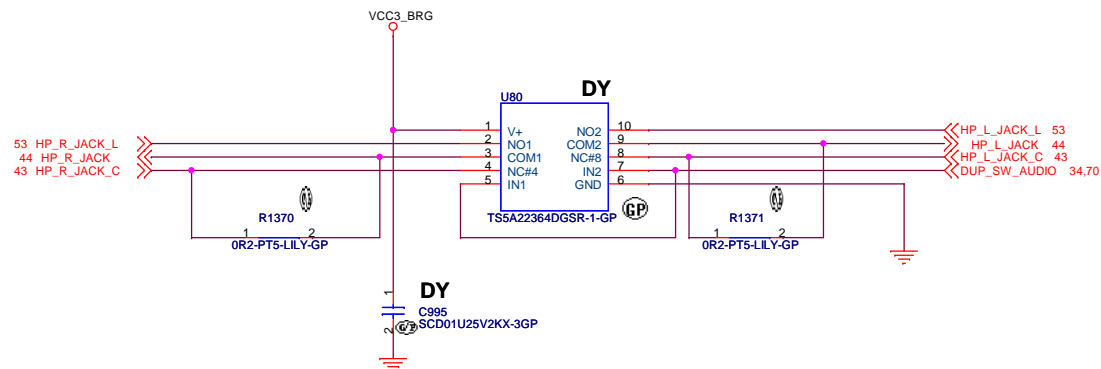 VCC3_BRG
DY
U80
1 V+ NO2 10
2 NO1 COM2 9
3 COM1 NC#8 8
4 NC#4 IN2 7
5 IN1 GND 6
53 HP_R_JACK_L
44 HP_R_JACK
43 HP_R_JACK_C
HP_L_JACK_L 53
HP_L_JACK 44
HP_L_JACK_C 43
DUP_SW_AUDIO 34,70
TS5A22364DGSR-1-GP
GP
R1370
1 2
0R2-PT5-LILY-GP
R1371
1 2
0R2-PT5-LILY-GP
DY
1
C995
SCD01U25V2KX-3GP
2
G/P